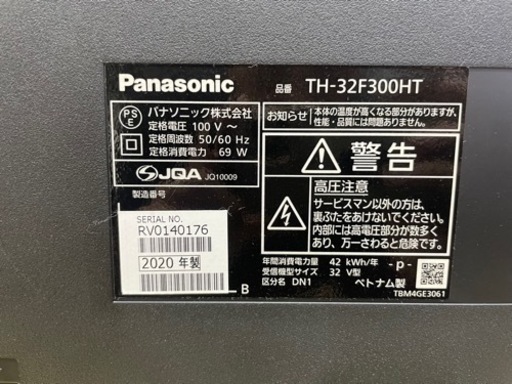 Panasonic
品番 TH-32F300HT
PS
E
パナソニック株式会社
定格電圧 100 V ～
定格周波数 50/60 Hz
定格消費電力 69 W
JQA JQ10009
製造番号
SERIAL NO.
RV0140176
2020 年製
B
お知らせ
本体の温度が高くなる部分がありますが、
性能・品質には問題ありません。
警告
高圧注意
サービスマン以外の方は、
裏ぶたをあけないでください。
内部には高電圧部分が数多く
あり、万一さわると危険です。
年間消費電力量 42 kWh/年
受信機型サイズ 32 V型
区分名 DN1
-p-
ベトナム製
TBM4GE3061